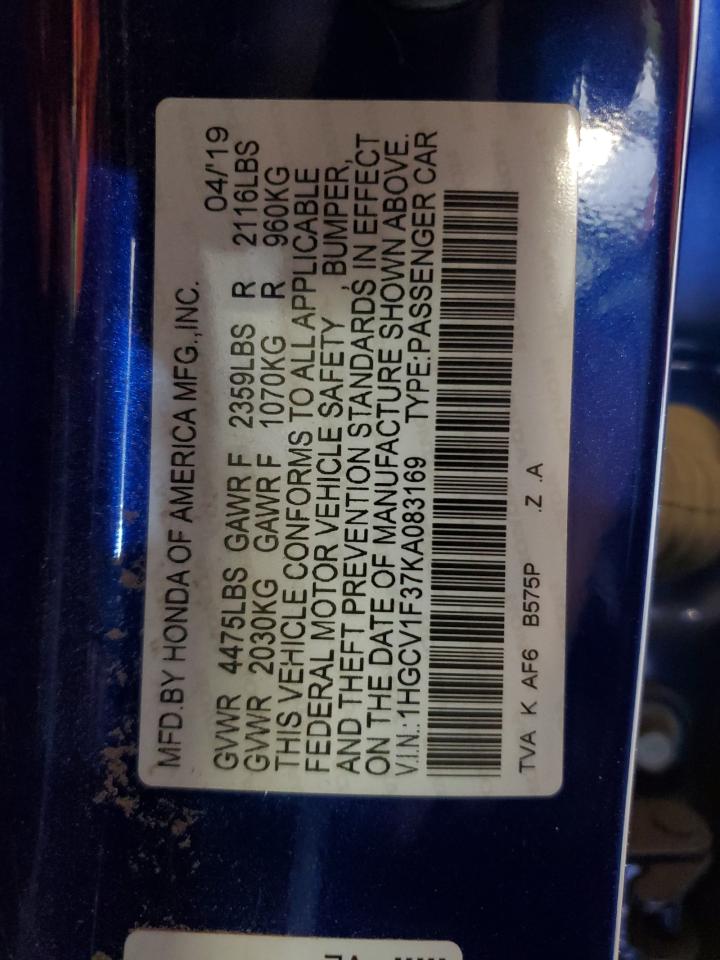 MFD.BY HONDA OF AMERICA MFG.,INC.
04/'19
GVWR 4475LBS GAWR F 2359LBS R 2116LBS
GVWR 2030KG GAWR F 1070KG R 960KG
THIS VEHICLE CONFORMS TO ALL APPLICABLE
FEDERAL MOTOR VEHICLE SAFETY , BUMPER,
AND THEFT PREVENTION STANDARDS, IN EFFECT
ON THE DATE OF MANUFACTURE SHOWN ABOVE.
V.I.N.:1HGCV1F37KA083169 TYPE:PASSENGER CAR
TVA K AF6 B575P .Z .A